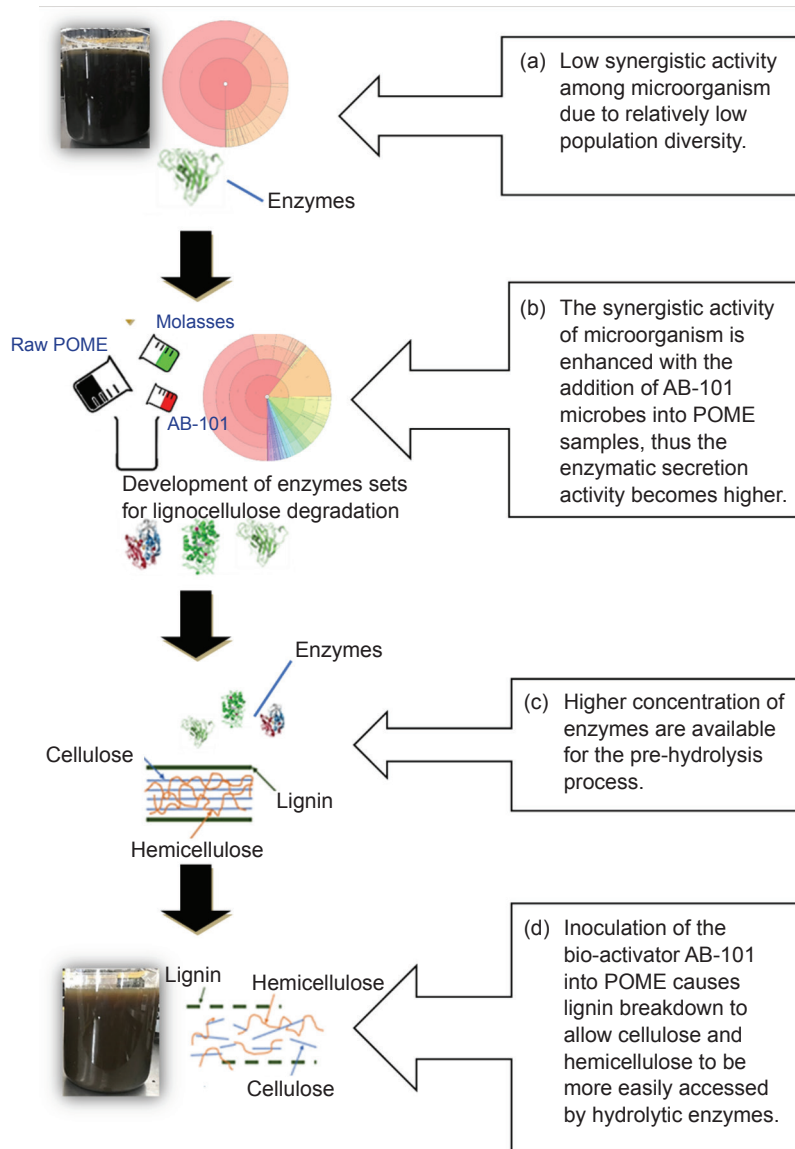 (a) Low synergistic activity
among microorganism
due to relatively low
population diversity.
Enzymes
Molasses
Raw POME
AB-101
Development of enzymes sets
for lignocellulose degradation
(b) The synergistic activity
of microorganism is
enhanced with the
addition of AB-101
microbes into POME
samples, thus the
enzymatic secretion
activity becomes higher.
Enzymes
Cellulose
Lignin
Hemicellulose
(c) Higher concentration of
enzymes are available
for the pre-hydrolysis
process.
Lignin
Hemicellulose
Cellulose
(d) Inoculation of the
bio-activator AB-101
into POME causes
lignin breakdown to
allow cellulose and
hemicellulose to be
more easily accessed
by hydrolytic enzymes.